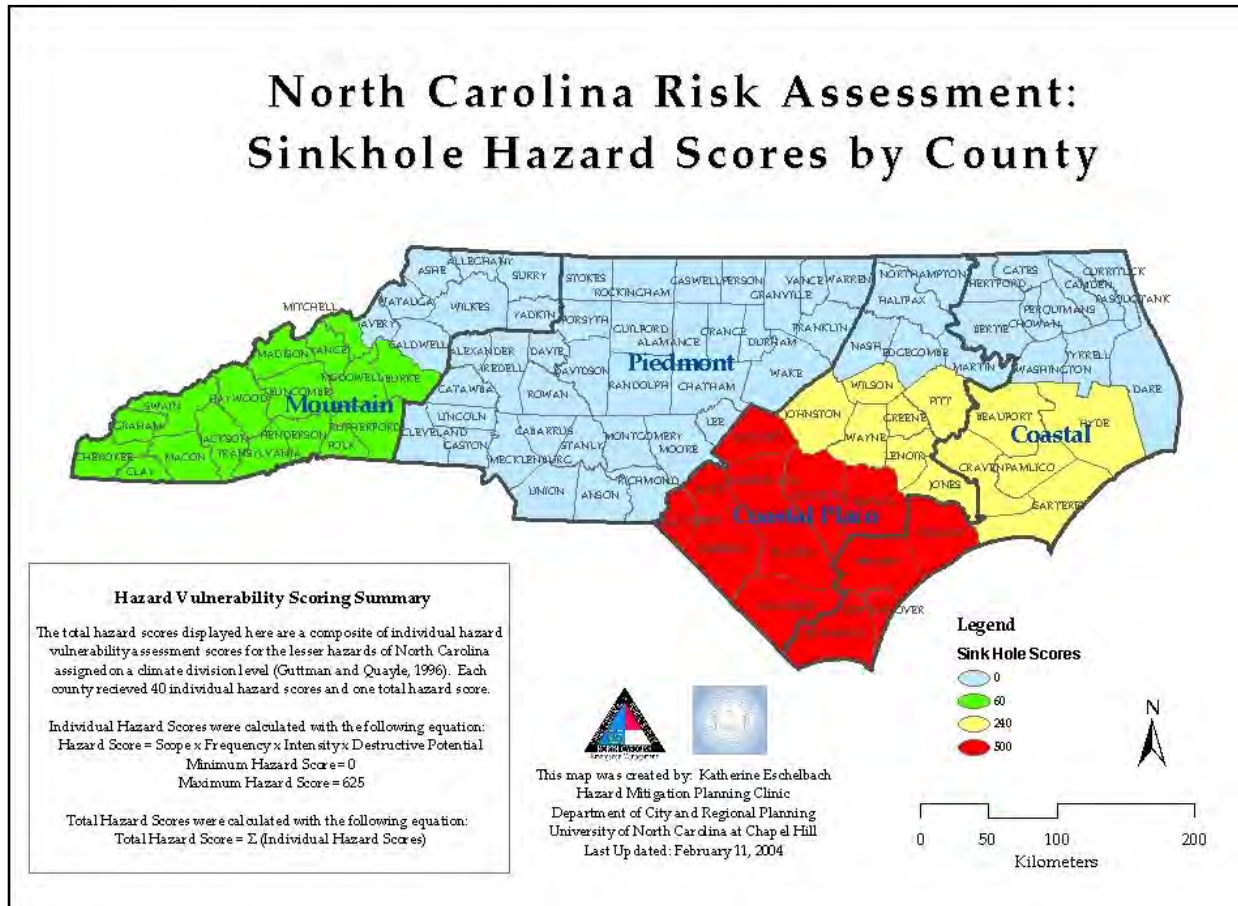 North Carolina Risk Assessment:
Sinkhole Hazard Scores by County
ALLEGHANY
ASHE
SURRY
STOKES
ROCKINGHAM
CASWELL
PERSON
VANCE
WARREN
GRANVILLE
NORTHAMPTON
GATES
HERTFORD
CURRITUCK
CAMDEN
PASQUOTANK
PERQUIMANS
CHOWAN
BERTIE
HALIFAX
MITCHELL
WATAUGA
WILKES
YADKIN
FORSYTH
GUILFORD
ALAMANCE
ORANGE
DURHAM
FRANKLIN
NASH
EDGECOMBE
MARTIN
WASHINGTON
TYRRELL
DARE
AVERY
CALDWELL
ALEXANDER
DAVIE
IREDELL
DAVIDSON
Piedmont
RANDOLPH
CHATHAM
WAKE
WILSON
PITT
MADISON
YANCEY
MCDOWELL
BURKE
CATAWBA
ROWAN
BUNCOMBE
HAYWOOD
Mountain
SWAIN
GRAHAM
JACKSON
HENDERSON
RUTHERFORD
POLK
CHEROKEE
CLAY
MACON
TRANSYLVANIA
LINCOLN
CLEVELAND
GASTON
CABARRUS
STANLY
MECKLENBURG
MONTGOMERY
MOORE
LEE
RICHMOND
UNION
ANSON
JOHNSTON
GREENE
WAYNE
LENOIR
JONES
BEAUFORT
HYDE
Coastal
CRAVEN
PAMLICO
CARTERET
Coastal Plain
Hazard Vulnerability Scoring Summary
The total hazard scores displayed here are a composite of individual hazard
vulnerability assessment scores for the lesser hazards of North Carolina
assigned on a climate division level (Guttman and Quayle, 1996). Each
county recieved 40 individual hazard scores and one total hazard score.
Individual Hazard Scores were calculated with the following equation:
Hazard Score = Scope x Frequency x Intensity x Destructive Potential
Minimum Hazard Score = 0
Maximum Hazard Score = 625
Total Hazard Scores were calculated with the following equation:
Total Hazard Score = Σ (Individual Hazard Scores)
This map was created by: Katherine Eschelbach
Hazard Mitigation Planning Clinic
Department of City and Regional Planning
University of North Carolina at Chapel Hill
Last Updated: February 11, 2004
Legend
Sink Hole Scores
0
60
240
500
N
0 50 100 200
Kilometers